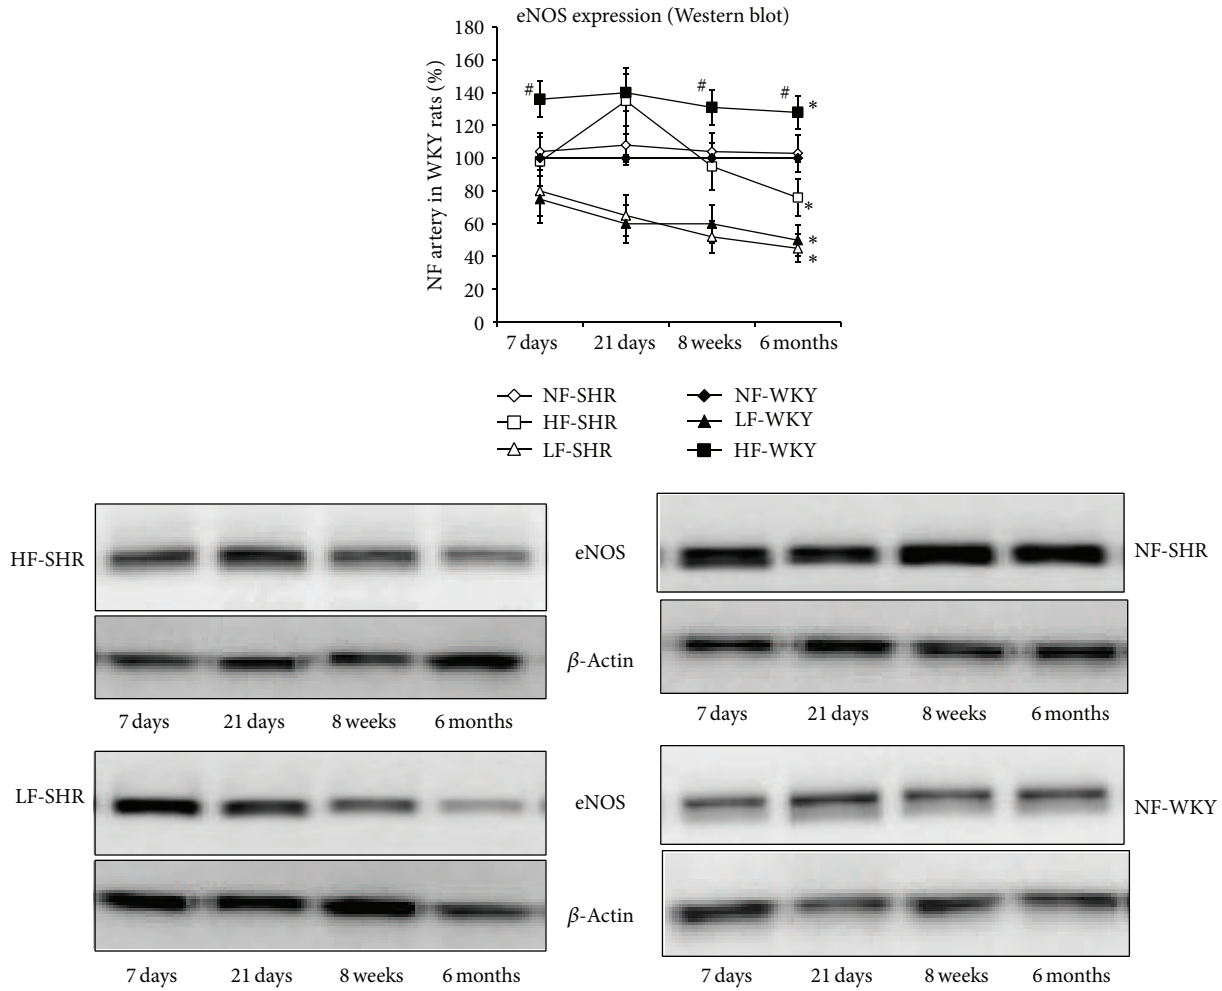 eNOS expression (Western blot)
NF artery in WKY rats (%)
180
160
140
120
100
80
60
40
20
0
# # #
*
*
*
*
7 days 21 days 8 weeks 6 months
NF-SHR NF-WKY
HF-SHR LF-WKY
LF-SHR HF-WKY
HF-SHR eNOS NF-SHR
β-Actin
7 days 21 days 8 weeks 6 months 7 days 21 days 8 weeks 6 months
LF-SHR eNOS NF-WKY
β-Actin
7 days 21 days 8 weeks 6 months 7 days 21 days 8 weeks 6 months